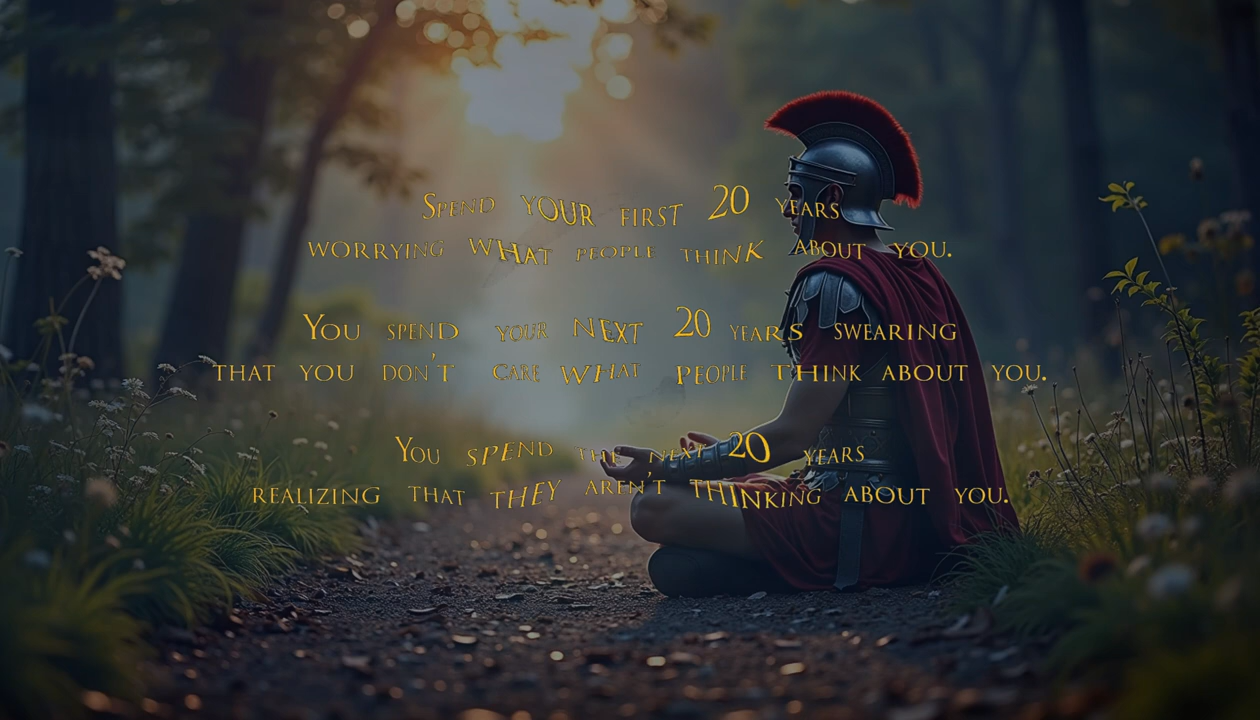 Spend your first 20 years
worrying what people think about you.
You spend your next 20 years swearing
that you don't care what people think about you.
You spend the next 20 years
realizing that they aren't thinking about you.